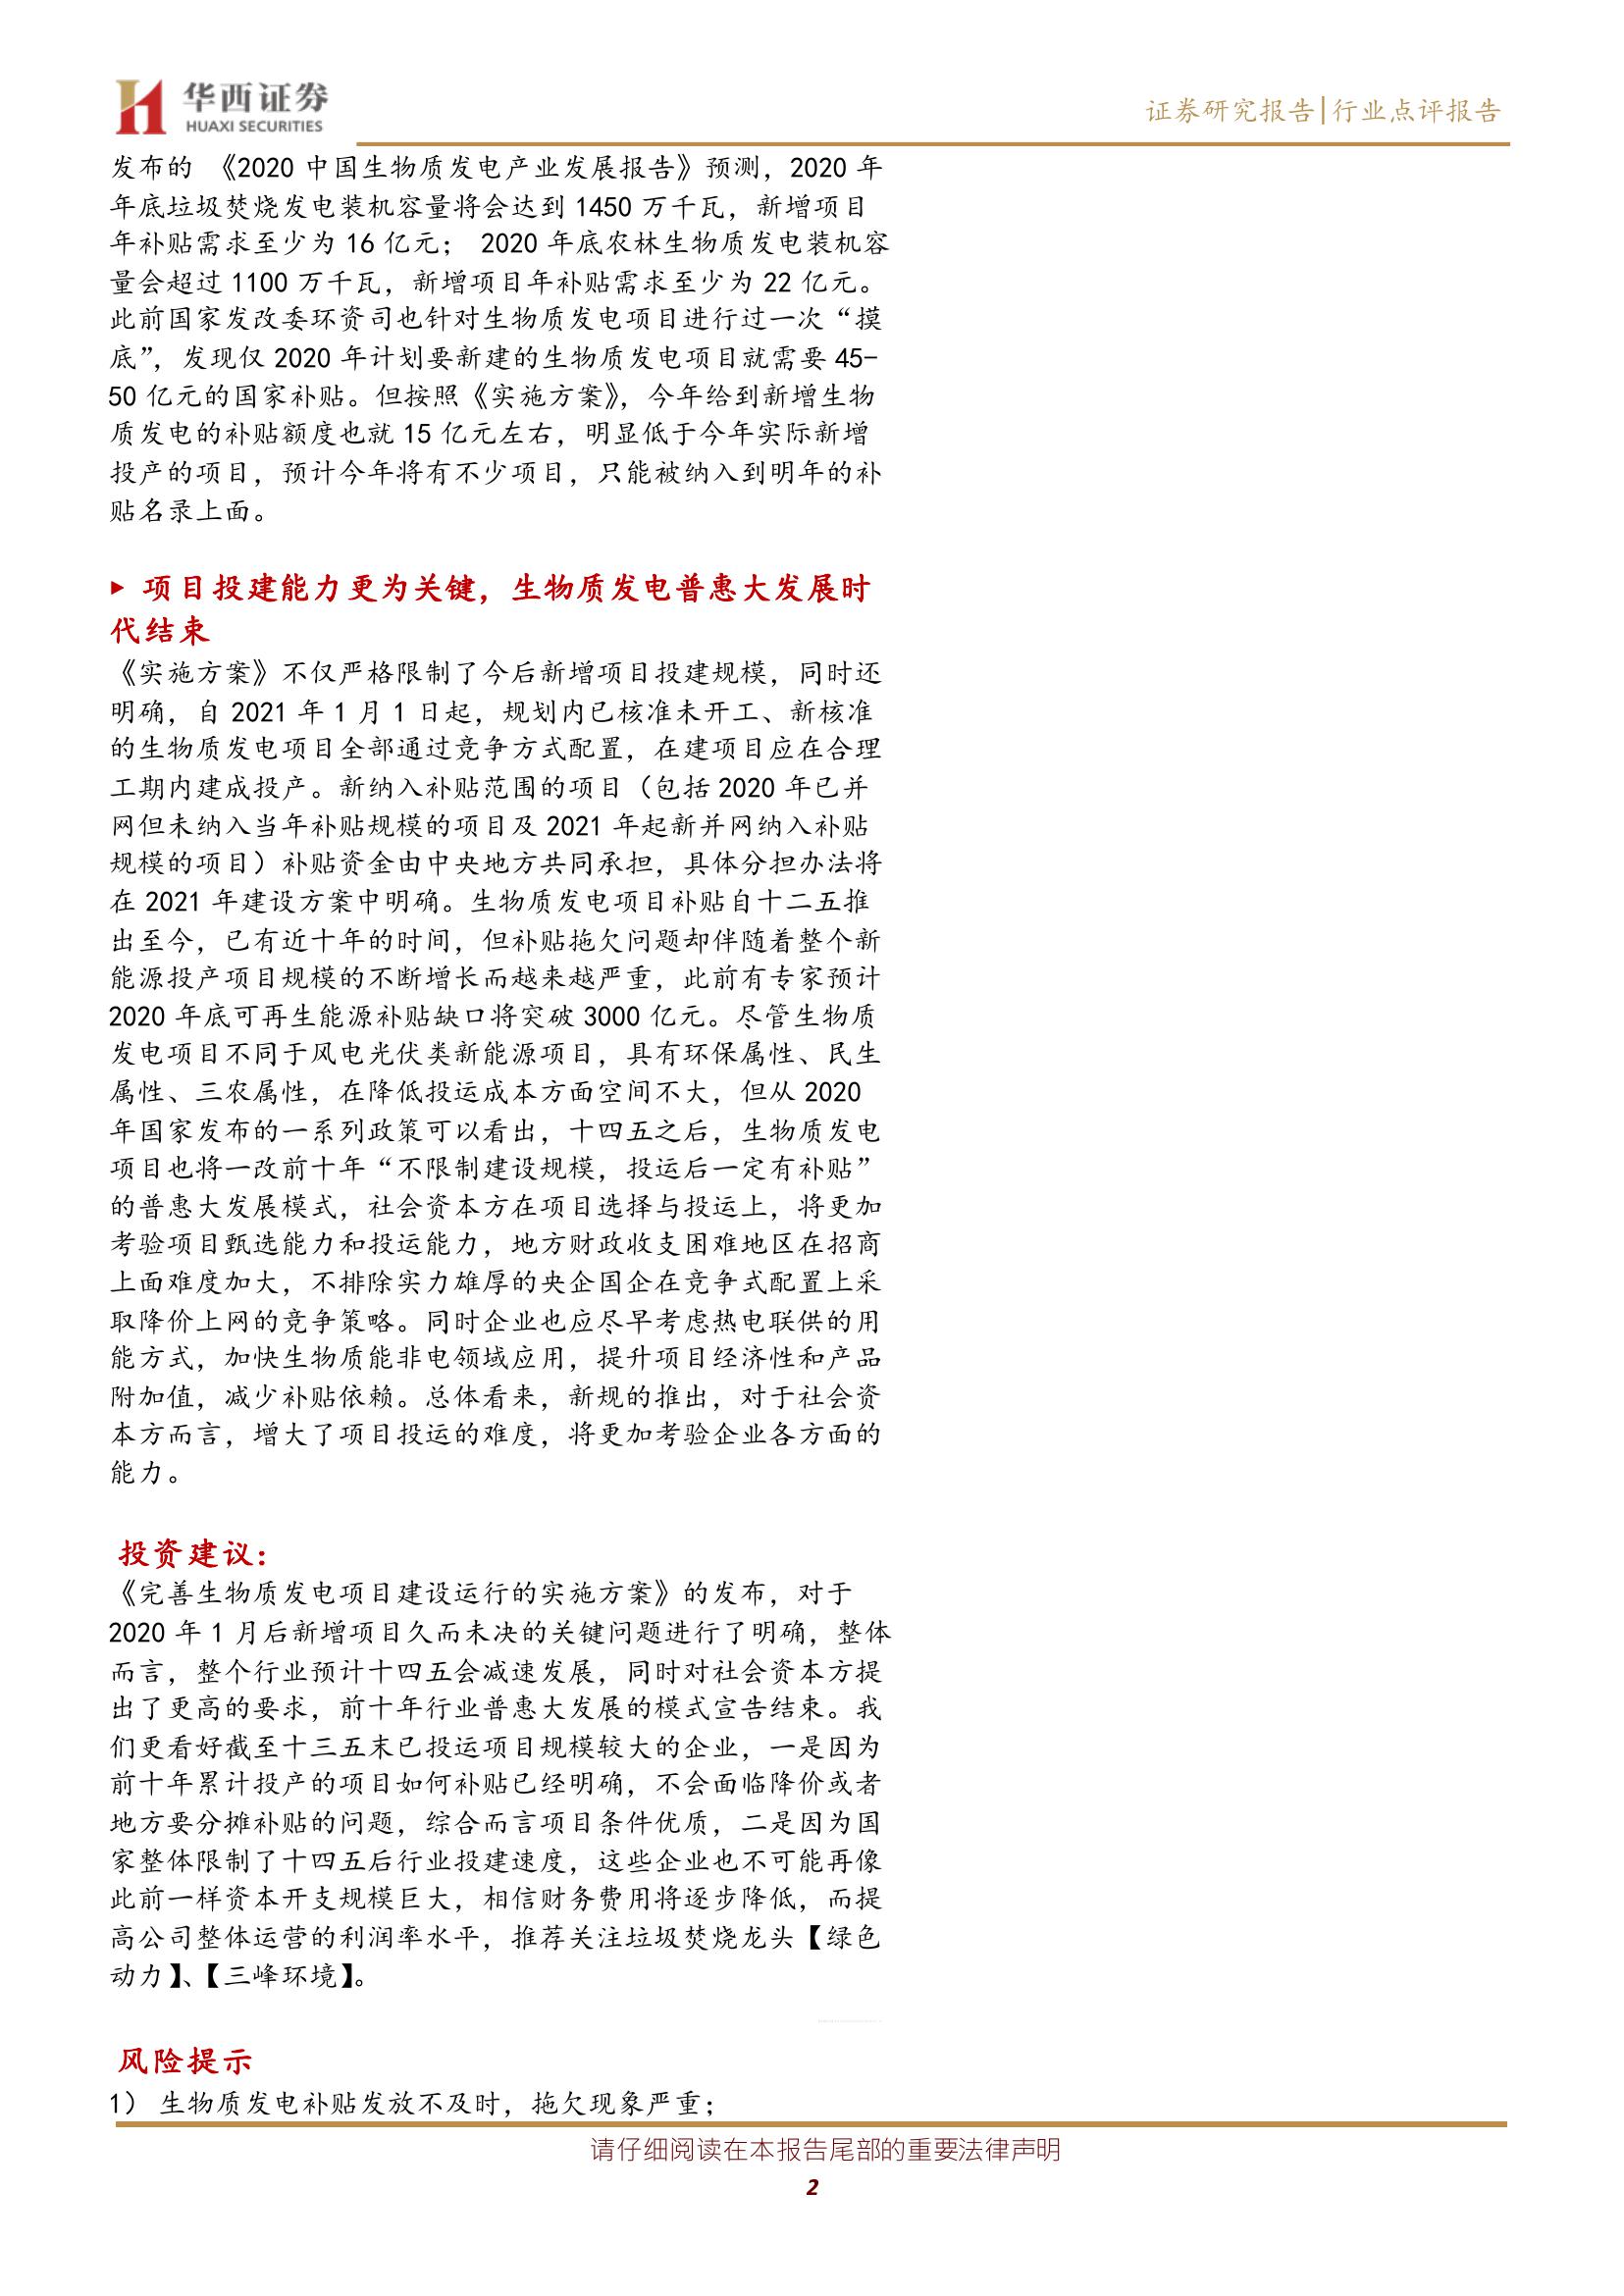 华西证券
HUAXI SECURITIES
证券研究报告|行业点评报告
发布的 《2020 中国生物质发电产业发展报告》预测，2020 年
年底垃圾焚烧发电装机容量将会达到 1450 万千瓦，新增项目
年补贴需求至少为 16 亿元； 2020 年底农林生物质发电装机容
量会超过 1100 万千瓦，新增项目年补贴需求至少为 22 亿元。
此前国家发改委环资司也针对生物质发电项目进行过一次“摸
底”，发现仅 2020 年计划要新建的生物质发电项目就需要 45-
50 亿元的国家补贴。但按照《实施方案》，今年给到新增生物
质发电的补贴额度也就 15 亿元左右，明显低于今年实际新增
投产的项目，预计今年将有不少项目，只能被纳入到明年的补
贴名录上面。
▶ 项目投建能力更为关键，生物质发电普惠大发展时
代结束
《实施方案》不仅严格限制了今后新增项目投建规模，同时还
明确，自 2021 年 1 月 1 日起，规划内已核准未开工、新核准
的生物质发电项目全部通过竞争方式配置，在建项目应在合理
工期内建成投产。新纳入补贴范围的项目（包括 2020 年已并
网但未纳入当年补贴规模的项目及 2021 年起新并网纳入补贴
规模的项目）补贴资金由中央地方共同承担，具体分担办法将
在 2021 年建设方案中明确。生物质发电项目补贴自十二五推
出至今，已有近十年的时间，但补贴拖欠问题却伴随着整个新
能源投产项目规模的不断增长而越来越严重，此前有专家预计
2020 年底可再生能源补贴缺口将突破 3000 亿元。尽管生物质
发电项目不同于风电光伏类新能源项目，具有环保属性、民生
属性、三农属性，在降低投运成本方面空间不大，但从 2020
年国家发布的一系列政策可以看出，十四五之后，生物质发电
项目也将一改前十年“不限制建设规模，投运后一定有补贴”
的普惠大发展模式，社会资本方在项目选择与投运上，将更加
考验项目甄选能力和投运能力，地方财政收支困难地区在招商
上面难度加大，不排除实力雄厚的央企国企在竞争式配置上采
取降价上网的竞争策略。同时企业也应尽早考虑热电联供的用
能方式，加快生物质能非电领域应用，提升项目经济性和产品
附加值，减少补贴依赖。总体看来，新规的推出，对于社会资
本方而言，增大了项目投运的难度，将更加考验企业各方面的
能力。
投资建议：
《完善生物质发电项目建设运行的实施方案》的发布，对于
2020 年 1 月后新增项目久而未决的关键问题进行了明确，整体
而言，整个行业预计十四五会减速发展，同时对社会资本方提
出了更高的要求，前十年行业普惠大发展的模式宣告结束。我
们更看好截至十三五末已投运项目规模较大的企业，一是因为
前十年累计投产的项目如何补贴已经明确，不会面临降价或者
地方要分摊补贴的问题，综合而言项目条件优质，二是因为国
家整体限制了十四五后行业投建速度，这些企业也不可能再像
此前一样资本开支规模巨大，相信财务费用将逐步降低，而提
高公司整体运营的利润率水平，推荐关注垃圾焚烧龙头【绿色
动力】、【三峰环境】。
风险提示
1） 生物质发电补贴发放不及时，拖欠现象严重；
请仔细阅读在本报告尾部的重要法律声明
2